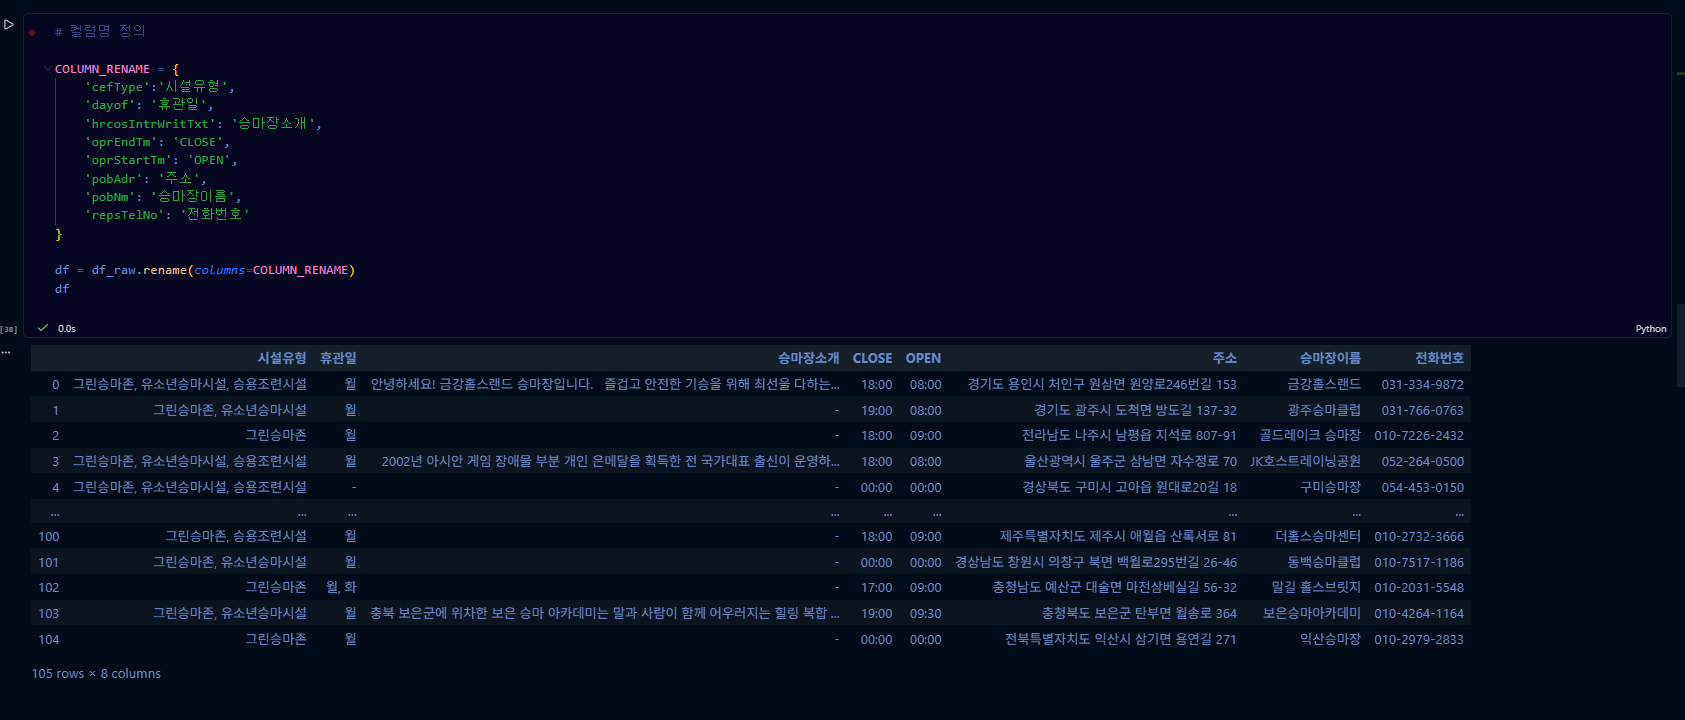 # 컬럼명 정의
COLUMN_RENAME = {
'cefType':'시설유형',
'dayof': '휴관일',
'hrcosIntrWritTxt': '승마장소개',
'oprEndTm': 'CLOSE',
'oprStartTm': 'OPEN',
'pobAdr': '주소',
'pobNm': '승마장이름',
'repsTelNo': '전화번호'
}
df = df_raw.rename(columns=COLUMN_RENAME)
df
[38] 0.0s Python
...
시설유형 휴관일 승마장소개 CLOSE OPEN 주소 승마장이름 전화번호
0 그린승마존, 유소년승마시설, 승용조련시설 월 안녕하세요! 금강홀스랜드 승마장입니다. 즐겁고 안전한 기승을 위해 최선을 다하는... 18:00 08:00 경기도 용인시 처인구 원삼면 원양로246번길 153 금강홀스랜드 031-334-9872
1 그린승마존, 유소년승마시설 월 - 19:00 08:00 경기도 광주시 도척면 방도길 137-32 광주승마클럽 031-766-0763
2 그린승마존 월 - 18:00 09:00 전라남도 나주시 남평읍 지석로 807-91 골드레이크 승마장 010-7226-2432
3 그린승마존, 유소년승마시설, 승용조련시설 월 2002년 아시안 게임 장애물 부분 개인 은메달을 획득한 전 국가대표 출신이 운영하... 18:00 08:00 울산광역시 울주군 삼남면 자수정로 70 JK호스트레이닝공원 052-264-0500
4 그린승마존, 유소년승마시설, 승용조련시설 - - 00:00 00:00 경상북도 구미시 고아읍 원대로20길 18 구미승마장 054-453-0150
... ... ... ... ... ... ... ... ...
100 그린승마존, 승용조련시설 월 - 18:00 09:00 제주특별자치도 제주시 애월읍 산록서로 81 더홀스승마센터 010-2732-3666
101 그린승마존, 유소년승마시설 월 - 00:00 00:00 경상남도 창원시 의창구 북면 백월로295번길 26-46 동백승마클럽 010-7517-1186
102 그린승마존 월, 화 - 17:00 09:00 충청남도 예산군 대술면 마전삼베실길 56-32 말길 홀스브릿지 010-2031-5548
103 그린승마존, 유소년승마시설 월 충북 보은군에 위차한 보은 승마 아카데미는 말과 사람이 함께 어우러지는 힐링 복합 ... 19:00 09:30 충청북도 보은군 탄부면 월송로 364 보은승마아카데미 010-4264-1164
104 그린승마존 월 - 00:00 00:00 전북특별자치도 익산시 삼기면 용연길 271 익산승마장 010-2979-2833
105 rows × 8 columns